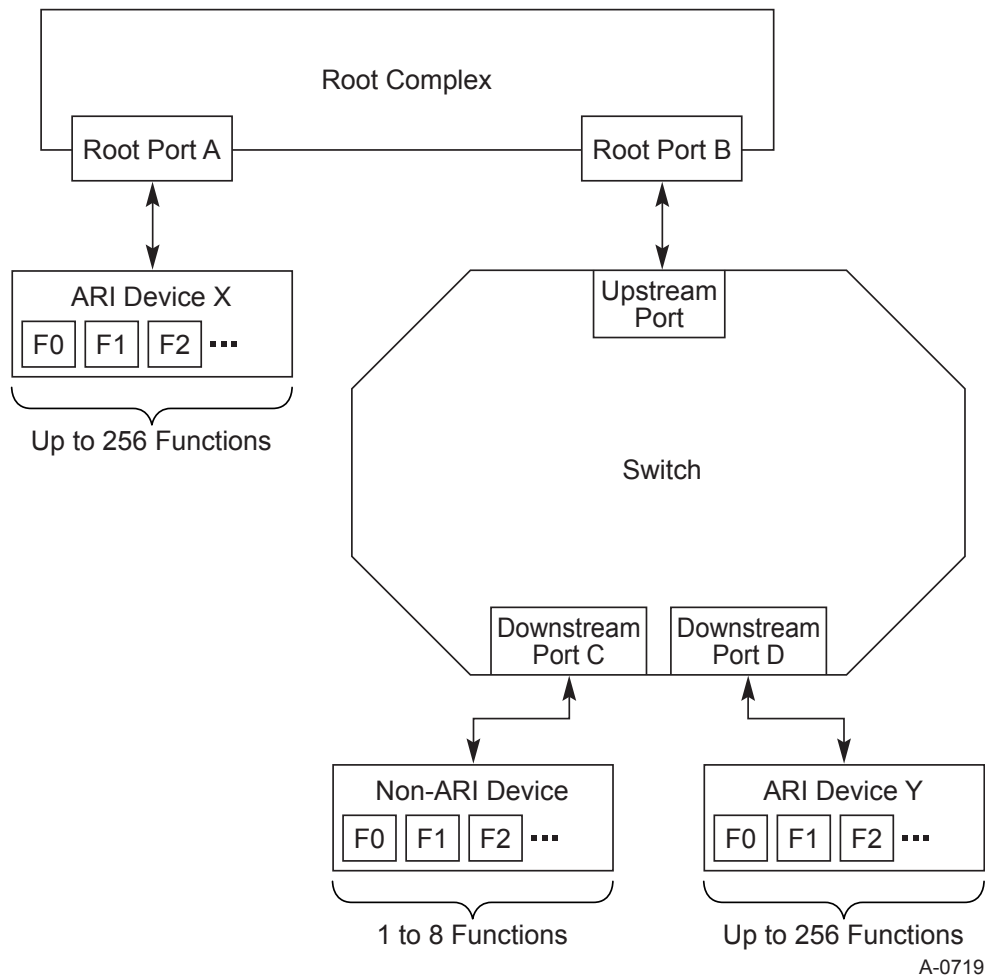 Root Complex
Root Port A
Root Port B
ARI Device X
F0 F1 F2 ...
Up to 256 Functions
Upstream
Port
Switch
Downstream
Port C
Downstream
Port D
Non-ARI Device
F0 F1 F2 ...
1 to 8 Functions
ARI Device Y
F0 F1 F2 ...
Up to 256 Functions
A-0719